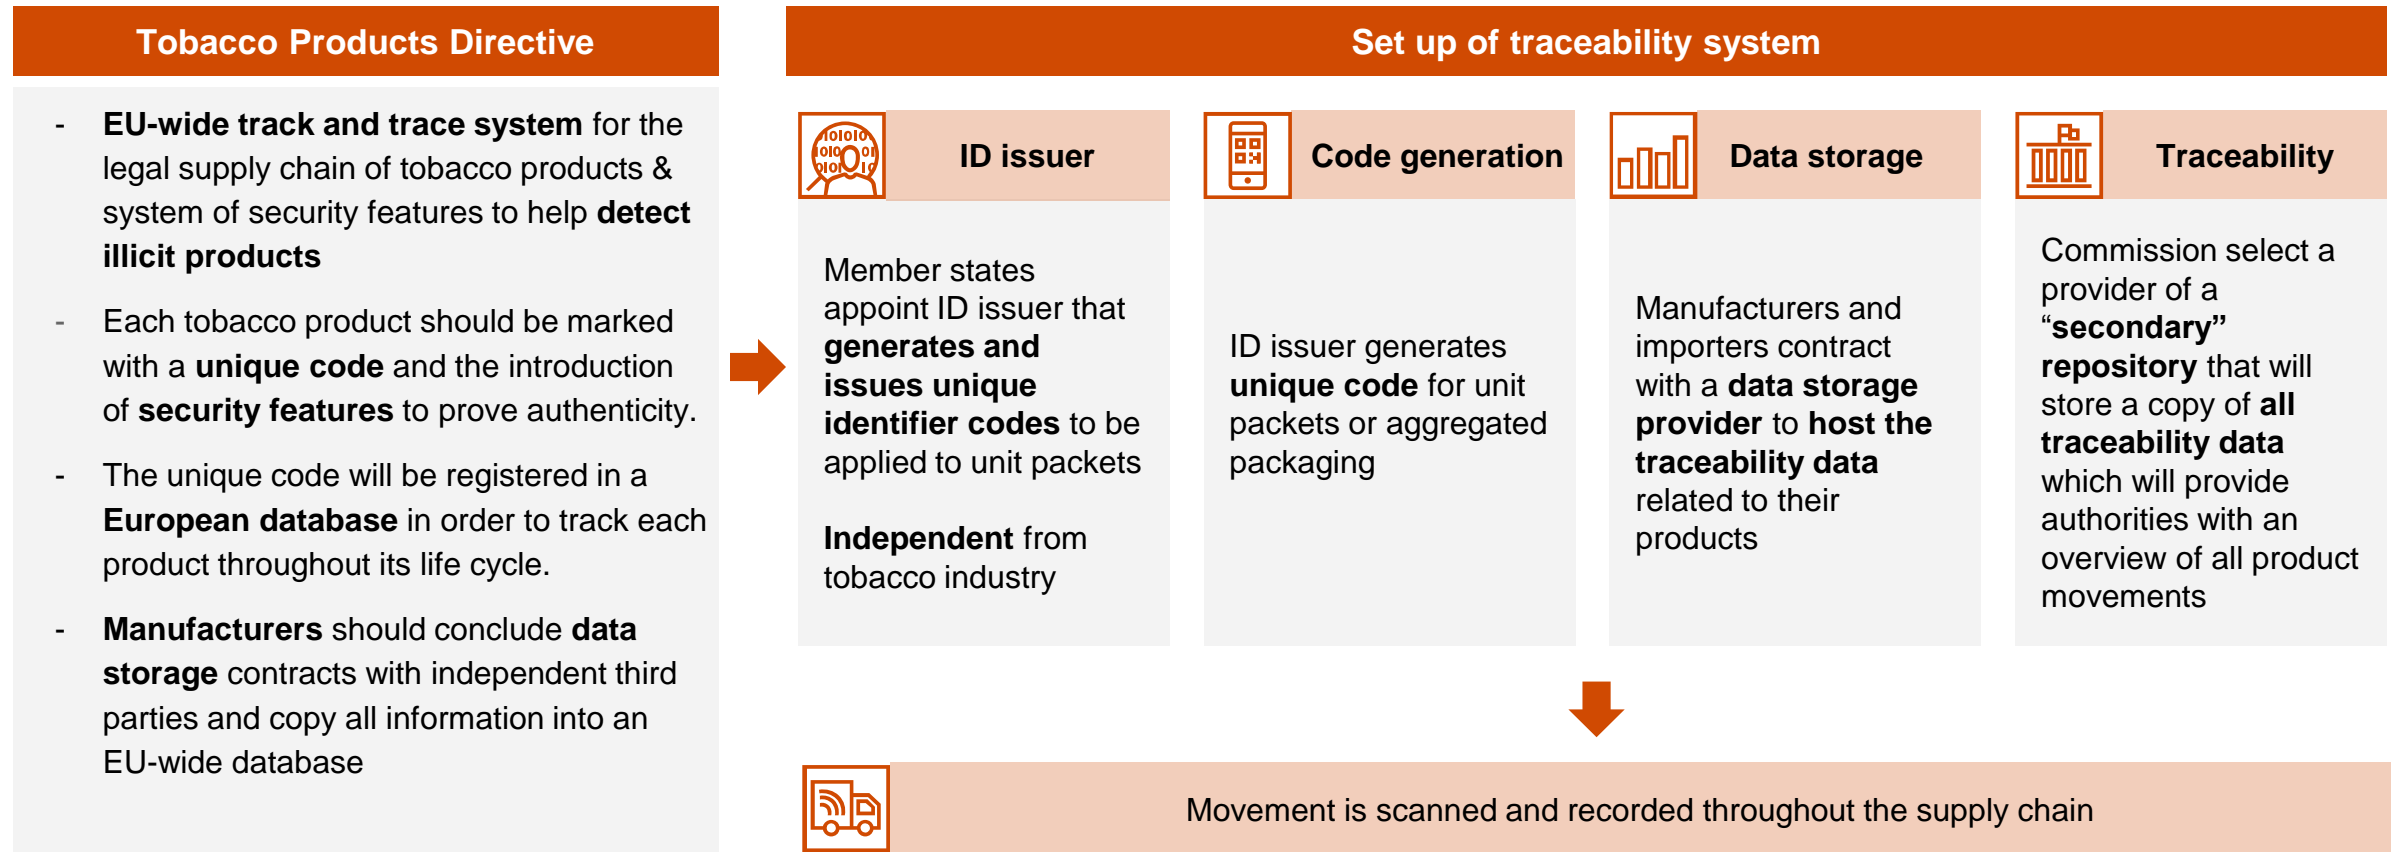 Tobacco Products Directive
- EU-wide track and trace system for the
legal supply chain of tobacco products &
system of security features to help detect
illicit products
- Each tobacco product should be marked
with a unique code and the introduction
of security features to prove authenticity.
- The unique code will be registered in a
European database in order to track each
product throughout its life cycle.
- Manufacturers should conclude data
storage contracts with independent third
parties and copy all information into an
EU-wide database
Set up of traceability system
ID issuer
Member states
appoint ID issuer that
generates and
issues unique
identifier codes to be
applied to unit packets
Independent from
tobacco industry
Code generation
ID issuer generates
unique code for unit
packets or aggregated
packaging
Data storage
Manufacturers and
importers contract
with a data storage
provider to host the
traceability data
related to their
products
Traceability
Commission select a
provider of a
“secondary”
repository that will
store a copy of all
traceability data
which will provide
authorities with an
overview of all product
movements
Movement is scanned and recorded throughout the supply chain